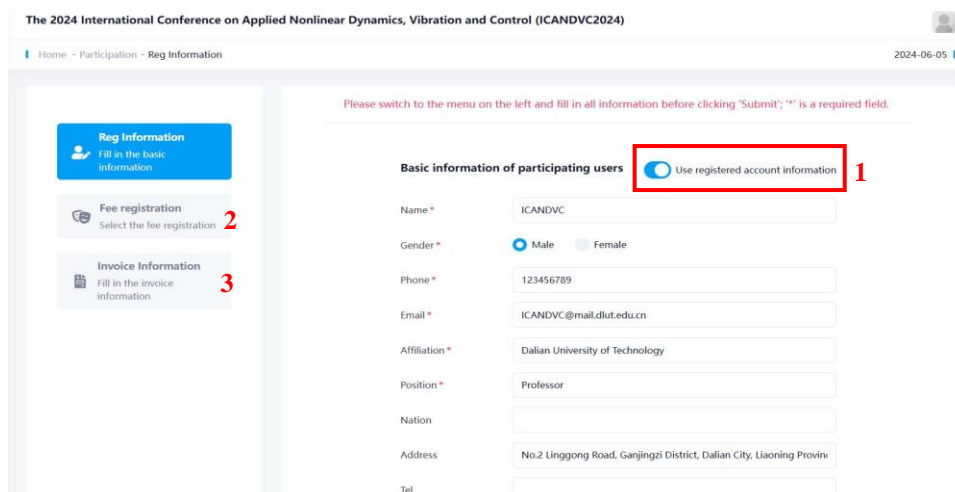 The 2024 International Conference on Applied Nonlinear Dynamics, Vibration and Control (ICANDVC2024)
Home - Participation - Reg Information
2024-06-05
Please switch to the menu on the left and fill in all information before clicking 'Submit'; '*' is a required field.
Reg Information
Fill in the basic
information
Fee registration
Select the fee registration
2
Invoice Information
Fill in the invoice
information
3
Basic information of participating users
Use registered account information
1
Name *
ICANDVC
Gender *
Male
Female
Phone *
123456789
Email *
ICANDVC@mail.dlut.edu.cn
Affiliation *
Dalian University of Technology
Position *
Professor
Nation
Address
No.2 Linggong Road, Ganjingzi District, Dalian City, Liaoning Provin
Tel